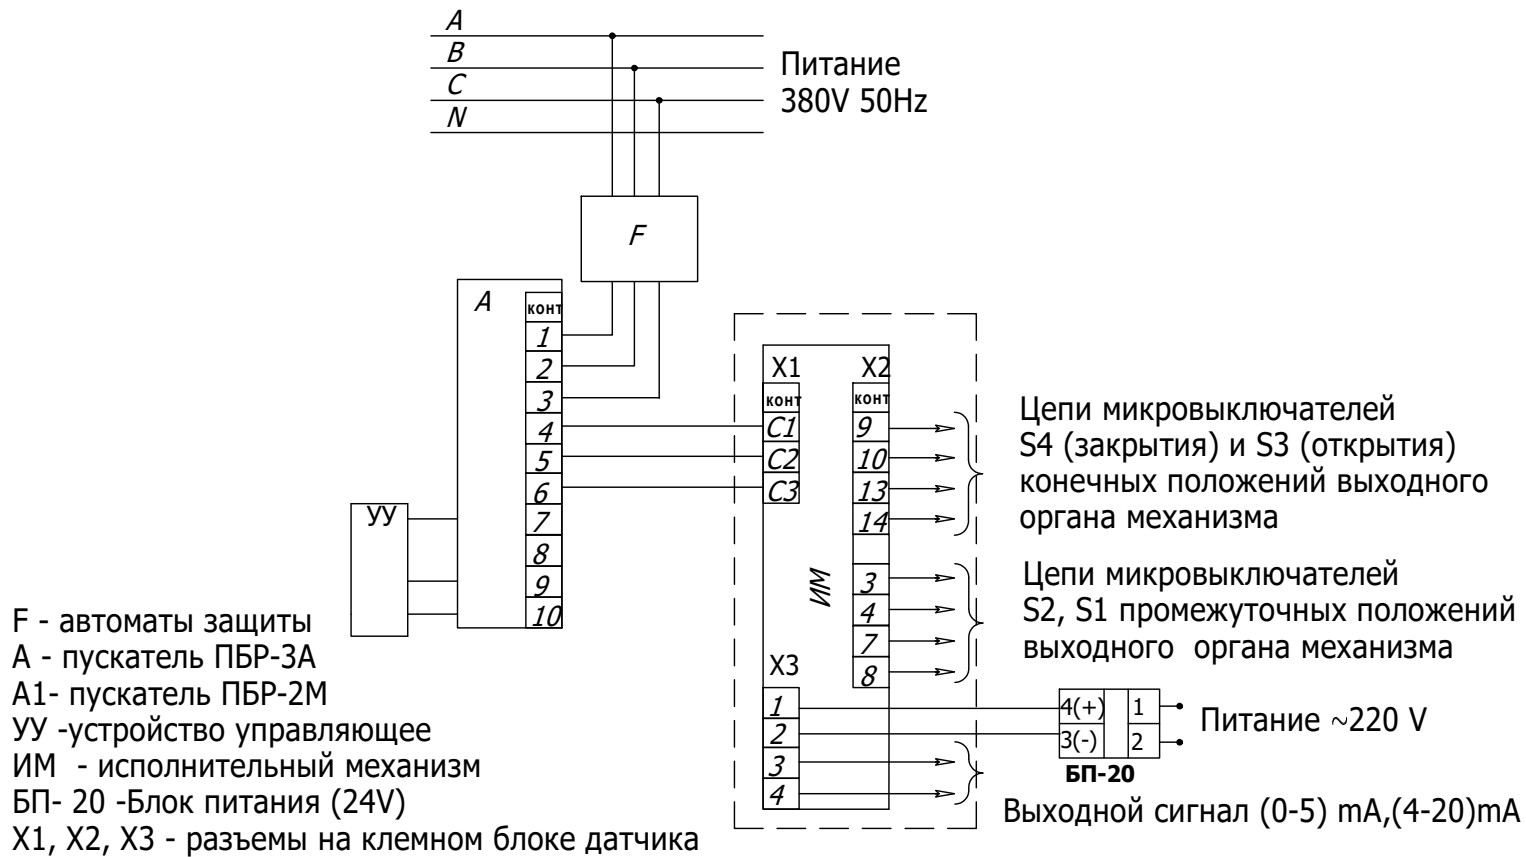 A
B
C
N
Питание
380V 50Hz
F
A
конт
1
2
3
4
5
6
7
8
9
10
УУ
X1
конт
C1
C2
C3
X2
конт
9
10
13
14
3
4
7
8
ИМ
X3
1
2
3
4
Цепи микровыключателей
S4 (закрытия) и S3 (открытия)
конечных положений выходного
органа механизма
Цепи микровыключателей
S2, S1 промежуточных положений
выходного органа механизма
4(+) 1
3(-) 2
БП-20
Питание ~220 V
Выходной сигнал (0-5) mA,(4-20)mA
F - автоматы защиты
A - пускатель ПБР-3А
A1- пускатель ПБР-2М
УУ -устройство управляющее
ИМ - исполнительный механизм
БП- 20 -Блок питания (24V)
X1, X2, X3 - разъемы на клемном блоке датчика